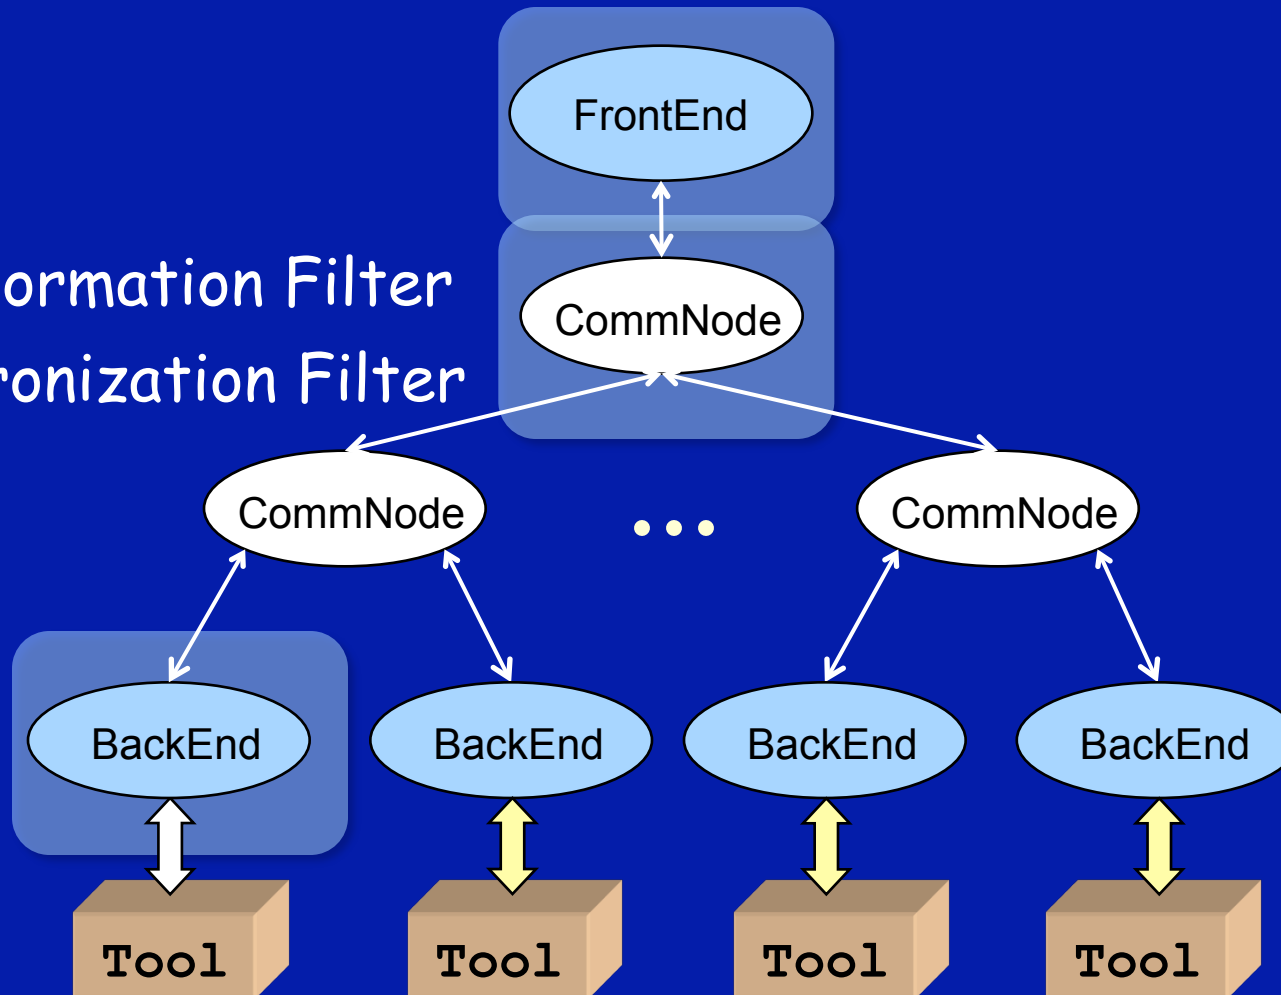 FrontEnd
ormation Filter
CommNode
ronization Filter
CommNode
...
CommNode
BackEnd
BackEnd
BackEnd
BackEnd
Tool
Tool
Tool
Tool